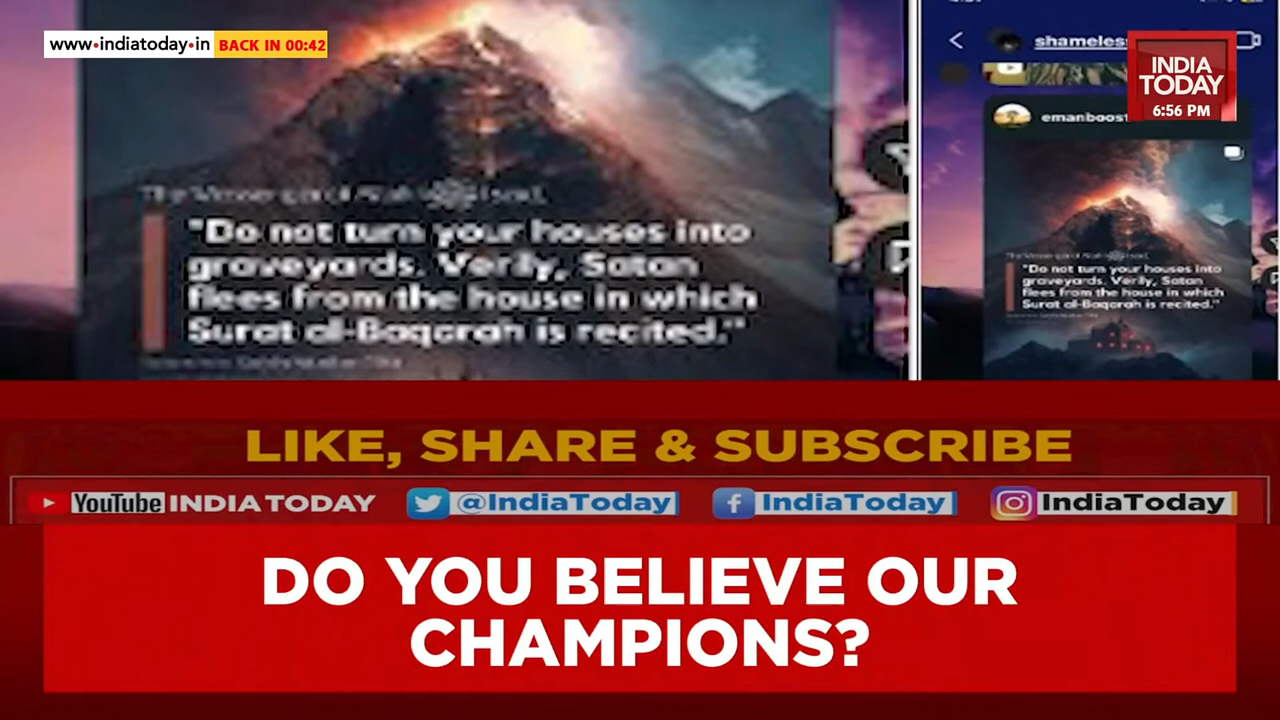 www•indiatoday•in BACK IN 00:42
"Do not turn your houses into
graveyards. Verily, Satan
flees from the house in which
Surat al-Baqarah is recited."
shameless
INDIA
TODAY
6:56 PM
emanboost
"Do not turn your houses into
graveyards. Verily, Satan
flees from the house in which
Surat al-Baqarah is recited."
LIKE, SHARE & SUBSCRIBE
YouTube INDIA TODAY @IndiaToday IndiaToday IndiaToday
DO YOU BELIEVE OUR
CHAMPIONS?